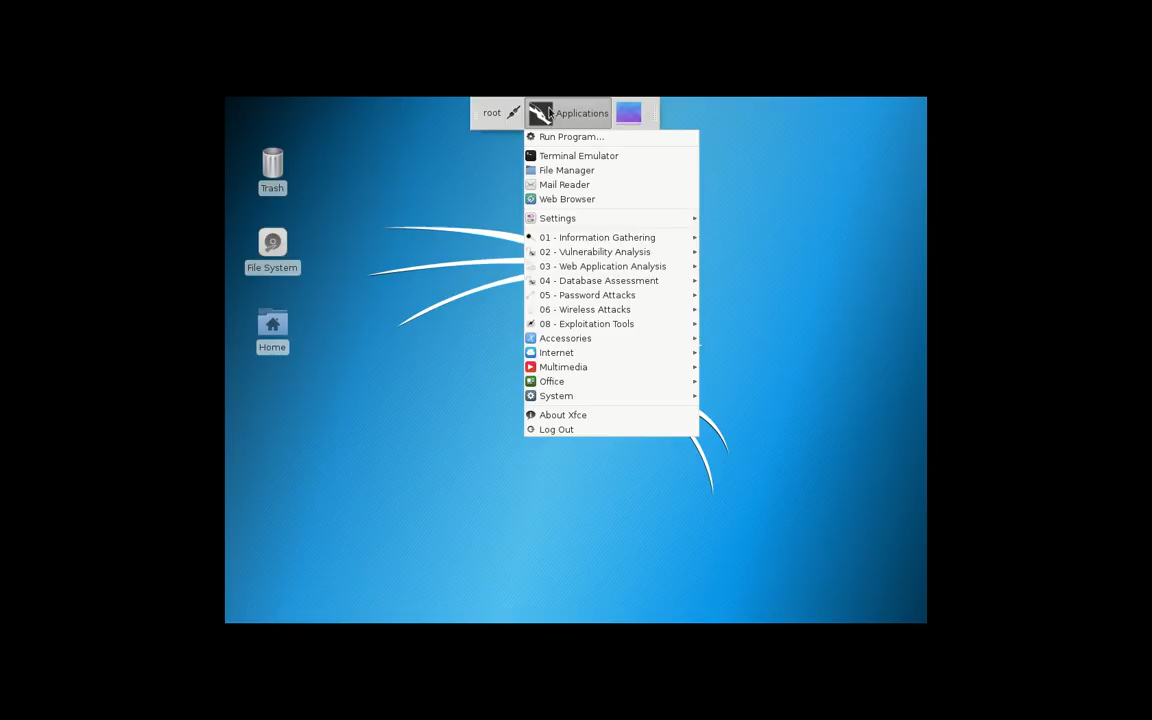 root
Applications
Run Program...
Trash
Terminal Emulator
File Manager
Mail Reader
Web Browser
Settings
File System
01 - Information Gathering
02 - Vulnerability Analysis
03 - Web Application Analysis
04 - Database Assessment
05 - Password Attacks
06 - Wireless Attacks
08 - Exploitation Tools
Home
Accessories
Internet
Multimedia
Office
System
About Xfce
Log Out